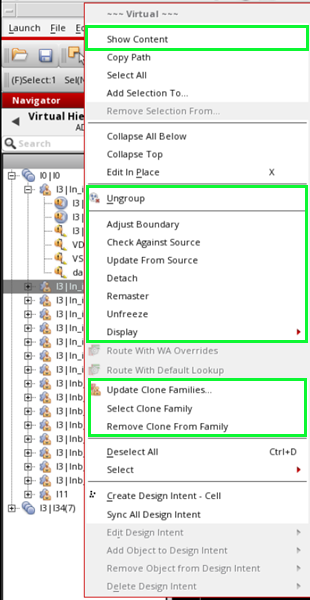 ~~~ Virtual ~~~
Launch File E
Show Content
Copy Path
Select All
Add Selection To...
Remove Selection From...
Collapse All Below
Collapse Top
Edit In Place X
Ungroup
Adjust Boundary
Check Against Source
Update From Source
Detach
Remaster
Unfreeze
Display
Route With WA Overrides
Route With Default Lookup
Update Clone Families...
Select Clone Family
Remove Clone From Family
Deselect All Ctrl+D
Select
Create Design Intent - Cell
Sync All Design Intent
Edit Design Intent
Add Object to Design Intent
Remove Object from Design Intent
Delete Design Intent
(F)Select:1 Sel(N
Navigator
Virtual Hie
Search
I0|I0
I3|In_i
I3|
I3|
I3|
VD
VS
da
I3|In_i
I3|In_i
I3|In_i
I3|In_i
I3|In_i
I3|In_i
I3|In_i
I3|In_i
I3|Inb
I3|Inb
I3|Inb
I3|Inb
I3|Inb
I3|Inb
I11
I3|I34(7)